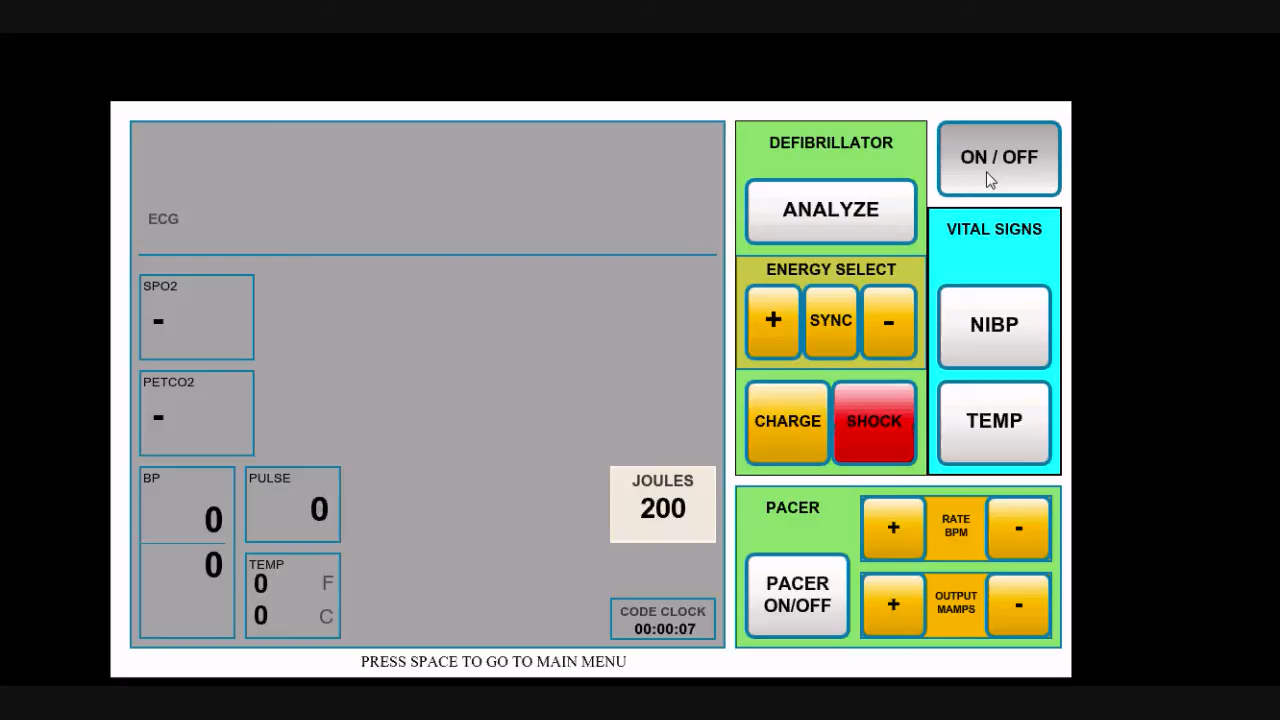 ECG
SPO2
-
PETCO2
-
BP
0
0
PULSE
0
TEMP
0 F
0 C
JOULES
200
CODE CLOCK
00:00:07
DEFIBRILLATOR
ANALYZE
ENERGY SELECT
+ SYNC -
CHARGE
SHOCK
ON / OFF
VITAL SIGNS
NIBP
TEMP
PACER
PACER
ON/OFF
+ RATE -
BPM
+ OUTPUT -
MAMPS
PRESS SPACE TO GO TO MAIN MENU